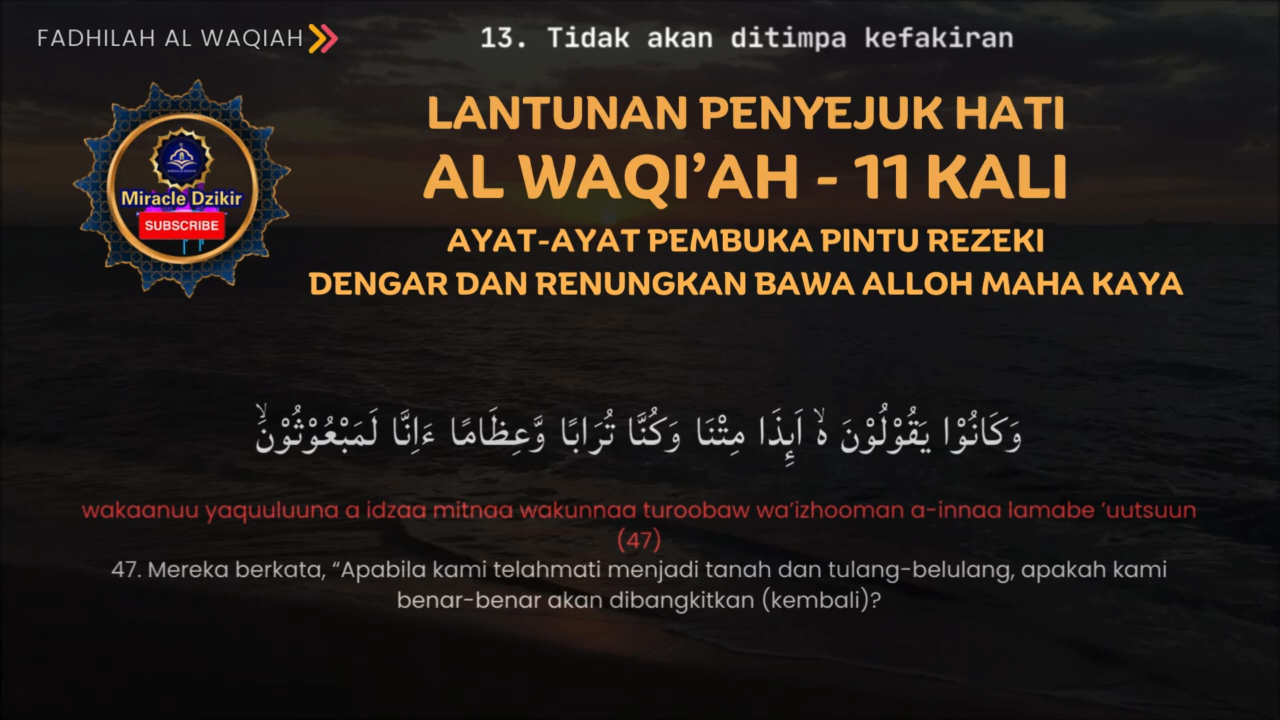 FADHILAH AL WAQIAH
13. Tidak akan ditimpa kefakiran
LANTUNAN PENYEJUK HATI
AL WAQI’AH - 11 KALI
AYAT-AYAT PEMBUKA PINTU REZEKI
DENGAR DAN RENUNGKAN BAWA ALLOH MAHA KAYA
Miracle Dzikir
SUBSCRIBE
وَكَانُوْا يَقُوْلُوْنَ ەۙ اَىِٕذَا مِتْنَا وَكُنَّا تُرَابًا وَّعِظَامًا ءَاِنَّا لَمَبْعُوْثُوْنَۙ
wakaanuu yaquuluuna a idzaa mitnaa wakunnaa turoobaw wa’izhooman a-innaa lamabe ’uutsuun
(47)
47. Mereka berkata, “Apabila kami telahmati menjadi tanah dan tulang-belulang, apakah kami
benar-benar akan dibangkitkan (kembali)?